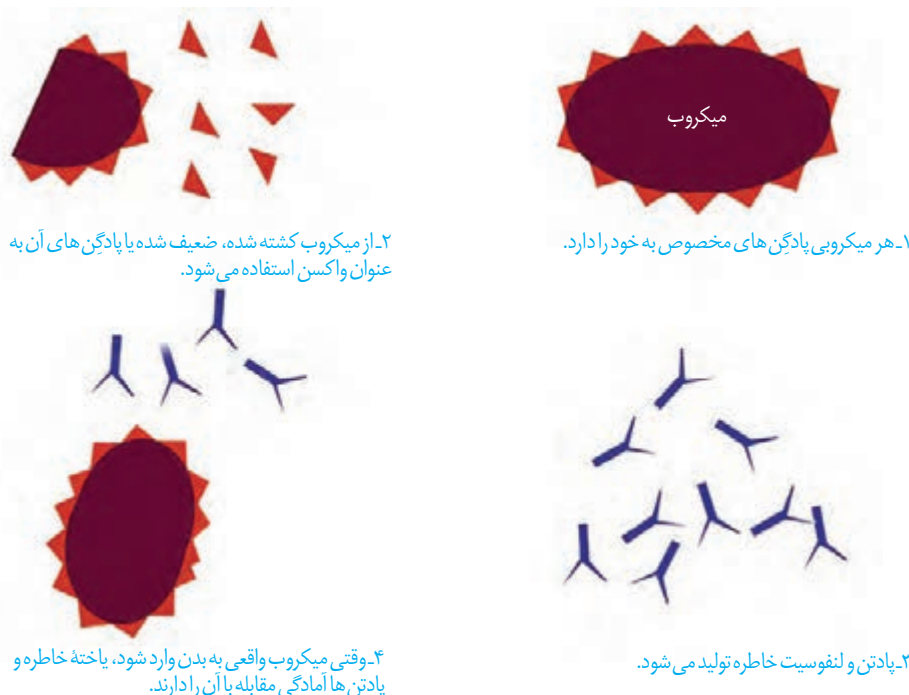 میکروب
۱ـ هر میکروبی پادگِن های مخصوص به خود را دارد.
۲ـ از میکروب کشته شده، ضعیف شده یا پادگِن های آن به
عنوان واکسن استفاده می شود.
۲ـ پادتن و لنفوسیت خاطره تولید می شود.
۴ـ وقتی میکروب واقعی به بدن وارد شود، یاختهٔ خاطره و
پادتن ها آمادگی مقابله با آن را دارند.